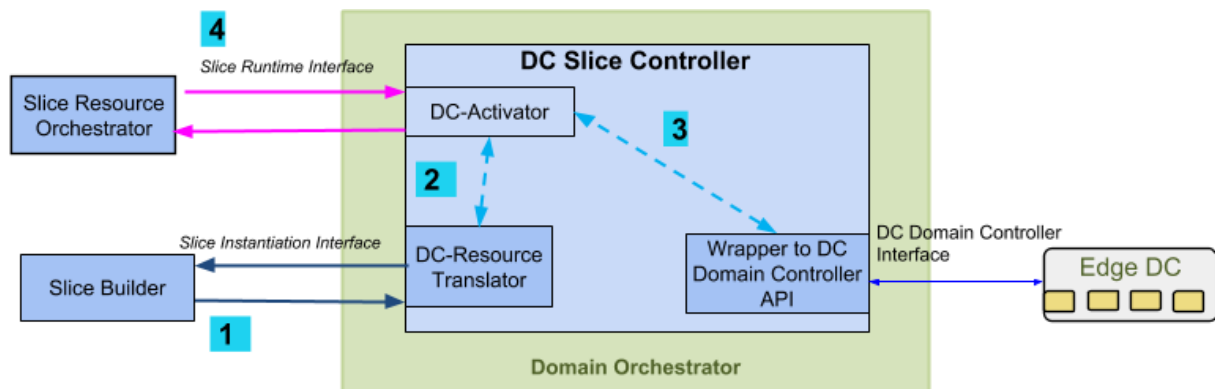 4
Slice Runtime Interface
DC Slice Controller
Slice Resource
Orchestrator
DC-Activator
3
2
Slice Instantiation Interface
DC-Resource
Translator
Wrapper to DC
Domain Controller
API
DC Domain Controller
Interface
Edge DC
Slice Builder
1
Domain Orchestrator